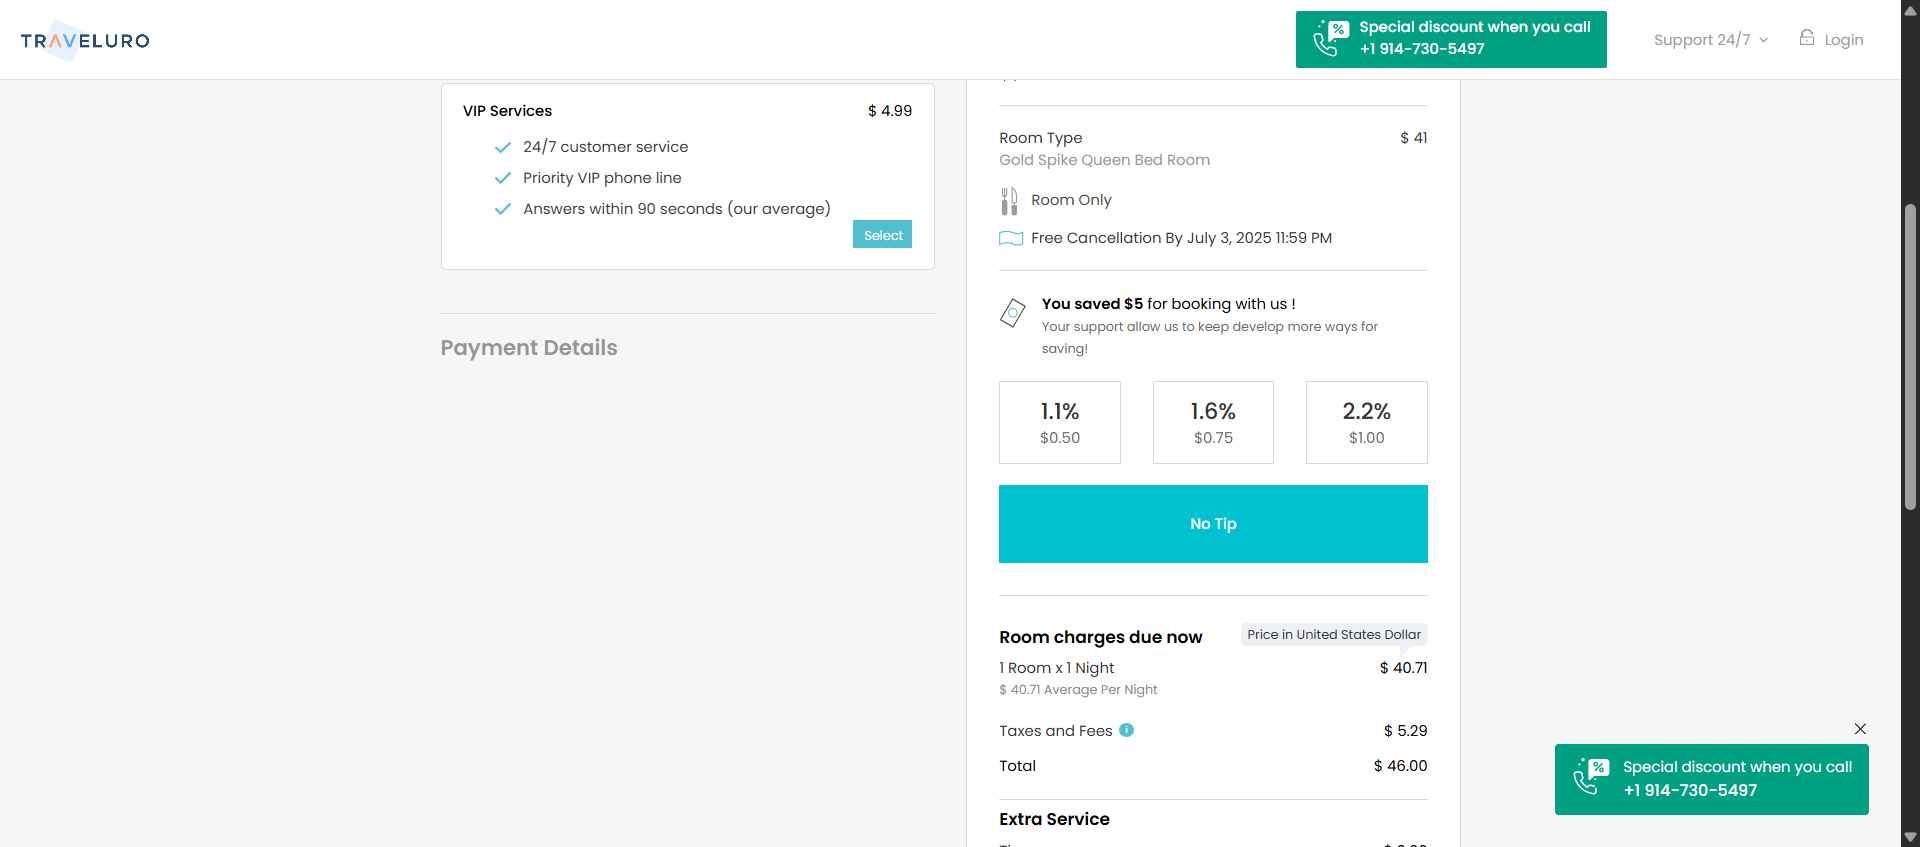 TRAVELURO
Special discount when you call
+1 914-730-5497
Support 24/7
Login
VIP Services
$ 4.99
24/7 customer service
Priority VIP phone line
Answers within 90 seconds (our average)
Select
Payment Details
Room Type
$ 41
Gold Spike Queen Bed Room
Room Only
Free Cancellation By July 3, 2025 11:59 PM
You saved $5 for booking with us !
Your support allow us to keep develop more ways for
saving!
1.1%
$0.50
1.6%
$0.75
2.2%
$1.00
No Tip
Room charges due now
Price in United States Dollar
1 Room x 1 Night
$ 40.71
$ 40.71 Average Per Night
Taxes and Fees
$ 5.29
Total
$ 46.00
Extra Service
Special discount when you call
+1 914-730-5497